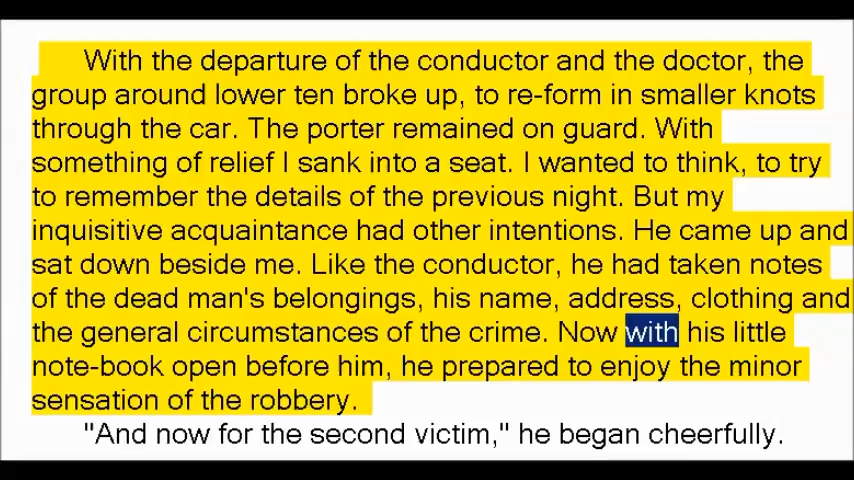 With the departure of the conductor and the doctor, the
group around lower ten broke up, to re-form in smaller knots
through the car. The porter remained on guard. With
something of relief I sank into a seat. I wanted to think, to try
to remember the details of the previous night. But my
inquisitive acquaintance had other intentions. He came up and
sat down beside me. Like the conductor, he had taken notes
of the dead man's belongings, his name, address, clothing and
the general circumstances of the crime. Now with his little
note-book open before him, he prepared to enjoy the minor
sensation of the robbery.
"And now for the second victim," he began cheerfully.